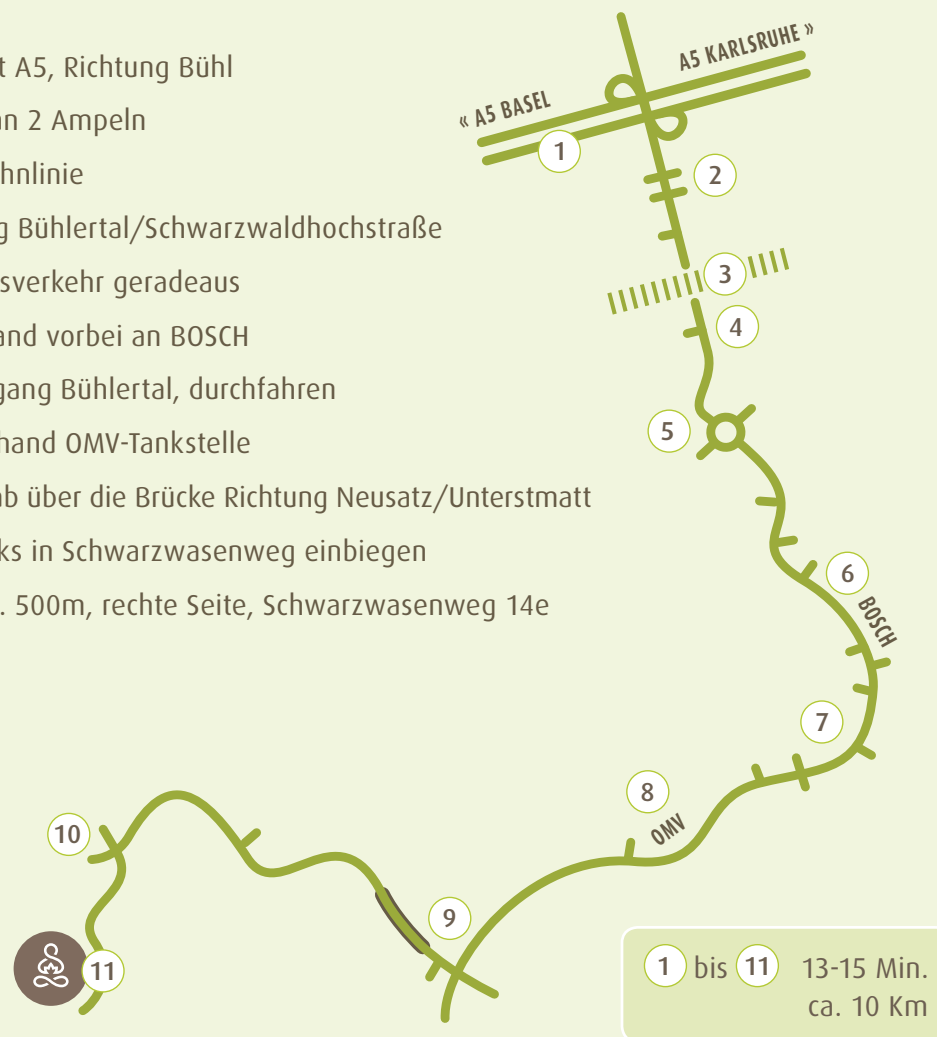 t A5, Richtung Bühl
an 2 Ampeln
hnlinie
g Bühlertal/Schwarzwaldhochstraße
sverkehr geradeaus
and vorbei an BOSCH
gang Bühlertal, durchfahren
hand OMV-Tankstelle
ab über die Brücke Richtung Neusatz/Unterstmatt
ks in Schwarzwasenweg einbiegen
. 500m, rechte Seite, Schwarzwasenweg 14e
« A5 BASEL
A5 KARLSRUHE »
1
2
3
4
5
6
BOSCH
7
8
OMV
9
10
11
1 bis 11 13-15 Min.
ca. 10 Km